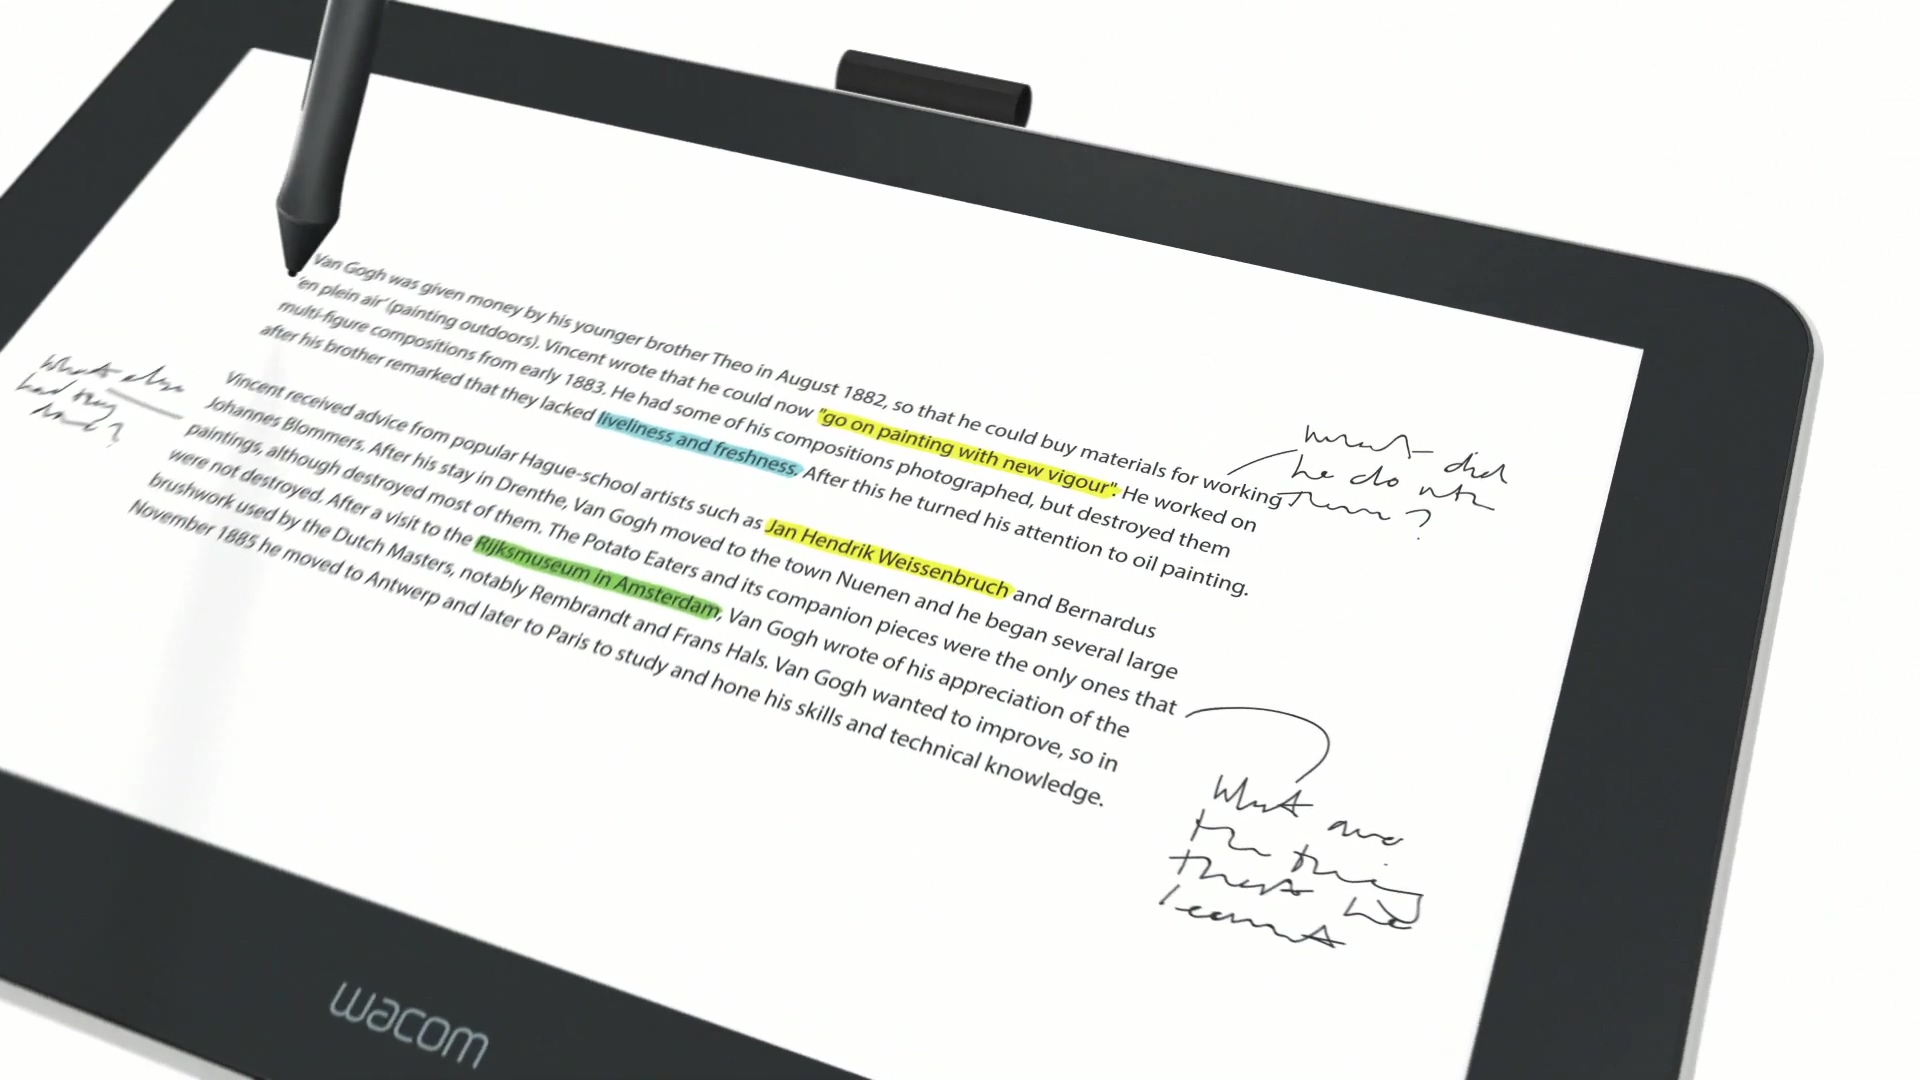 Van Gogh was given money by his younger brother Theo in August 1882, so that he could buy materials for working
'en plein air' (painting outdoors). Vincent wrote that he could now "go on painting with new vigour". He worked on
multi-figure compositions from early 1883. He had some of his compositions photographed, but destroyed them
after his brother remarked that they lacked liveliness and freshness. After this he turned his attention to oil painting.
what did
he do with
them?
What else
had they
Vincent received advice from popular Hague-school artists such as Jan Hendrik Weissenbruch and Bernardus
Johannes Blommers. After his stay in Drenthe, Van Gogh moved to the town Nuenen and he began several large
paintings, although destroyed most of them. The Potato Eaters and its companion pieces were the only ones that
were not destroyed. After a visit to the Rijksmuseum in Amsterdam, Van Gogh wrote of his appreciation of the
brushwork used by the Dutch Masters, notably Rembrandt and Frans Hals. Van Gogh wanted to improve, so in
November 1885 he moved to Antwerp and later to Paris to study and hone his skills and technical knowledge.
What are
the things
that he
learnt
wacom